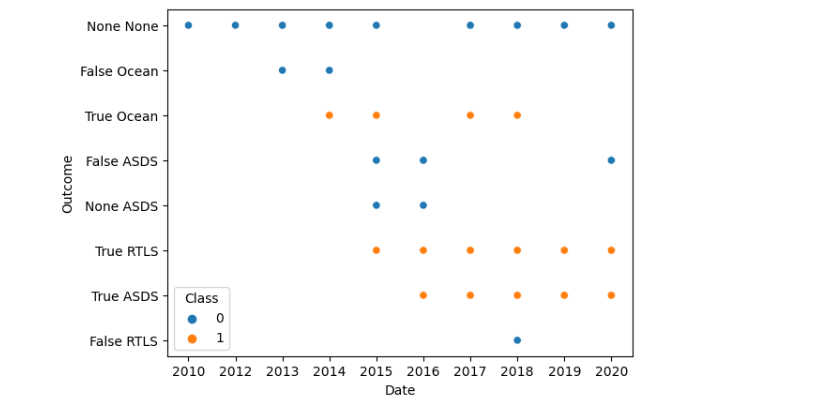 None None
False Ocean
True Ocean
False ASDS
None ASDS
True RTLS
True ASDS
False RTLS
Outcome
Class
0
1
2010 2012 2013 2014 2015 2016 2017 2018 2019 2020
Date